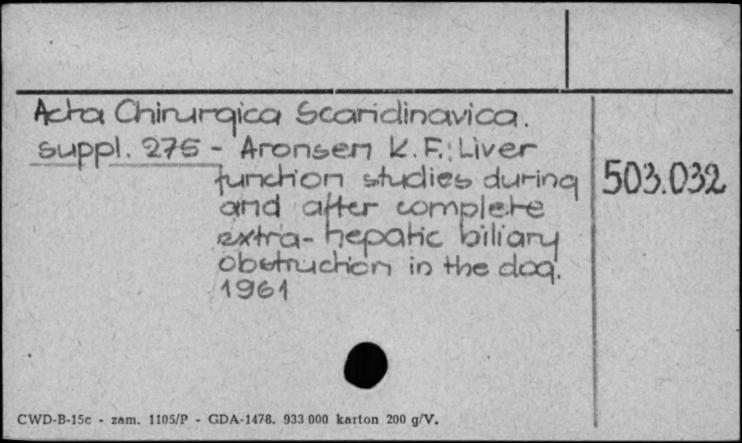 Acta Chirurgica Scandinavica.
suppl. 275 - Aronsen K. F.: Liver
function studies during
and after complete
extra-hepatic biliary
obstruction in the dog.
1961
503.032
CWD-B-15c - zam. 1105/P - GDA-1478. 933 000 karton 200 g/V.